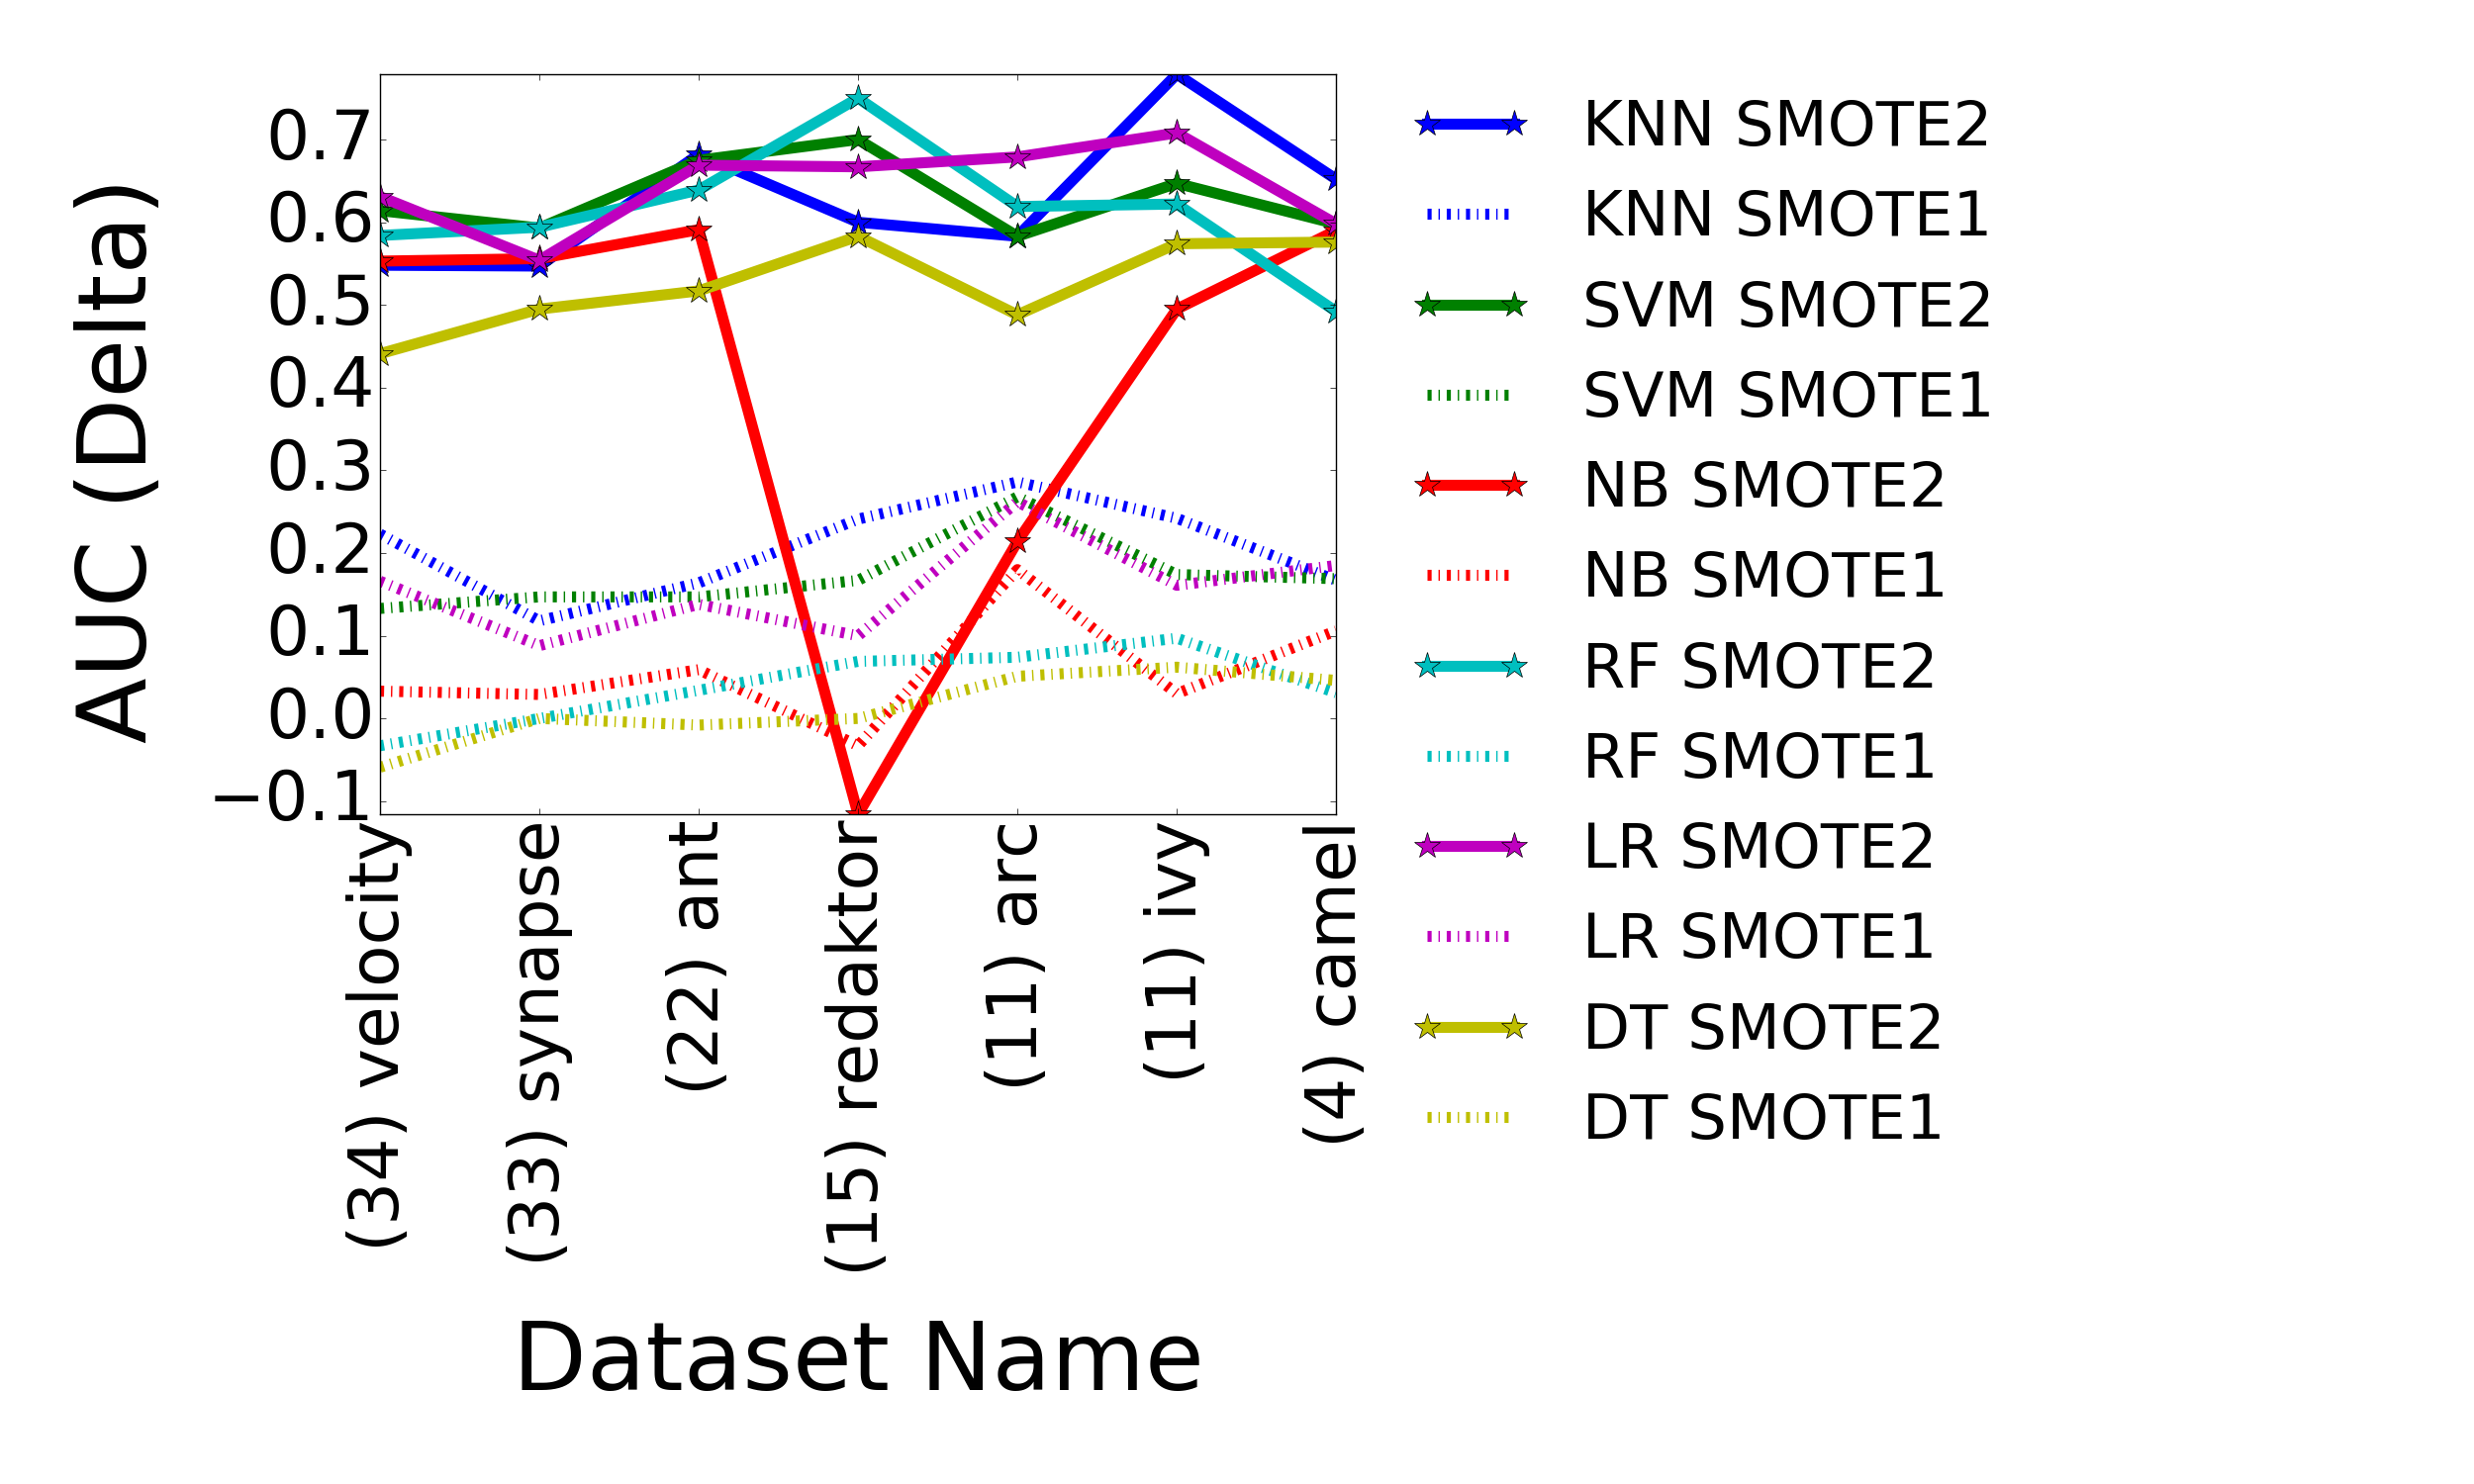 AUC (Delta)
0.7
0.6
0.5
0.4
0.3
0.2
0.1
0.0
−0.1
(34) velocity
(33) synapse
(22) ant
(15) redaktor
(11) arc
(11) ivy
(4) camel
Dataset Name
KNN SMOTE2
KNN SMOTE1
SVM SMOTE2
SVM SMOTE1
NB SMOTE2
NB SMOTE1
RF SMOTE2
RF SMOTE1
LR SMOTE2
LR SMOTE1
DT SMOTE2
DT SMOTE1